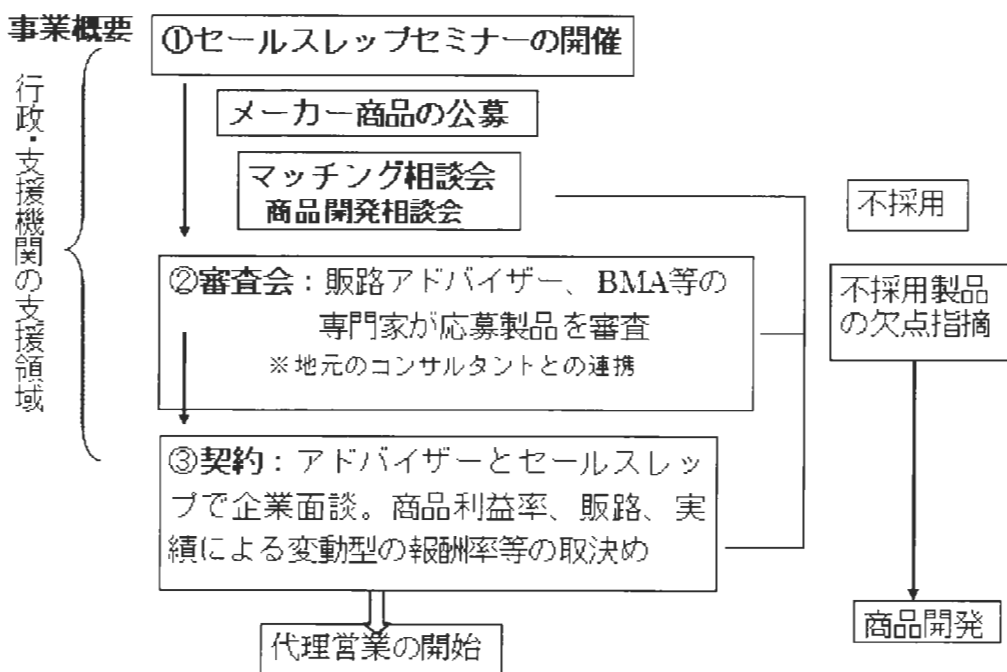 事業概要
①セールスレップセミナーの開催
行政・支援機関の支援領域
メーカー商品の公募
マッチング相談会
商品開発相談会
不採用
②審査会：販路アドバイザー、BMA等の
専門家が応募製品を審査
※地元のコンサルタントとの連携
不採用製品
の欠点指摘
③契約：アドバイザーとセールスレッ
プで企業面談。商品利益率、販路、実
績による変動型の報酬率等の取決め
代理営業の開始
商品開発